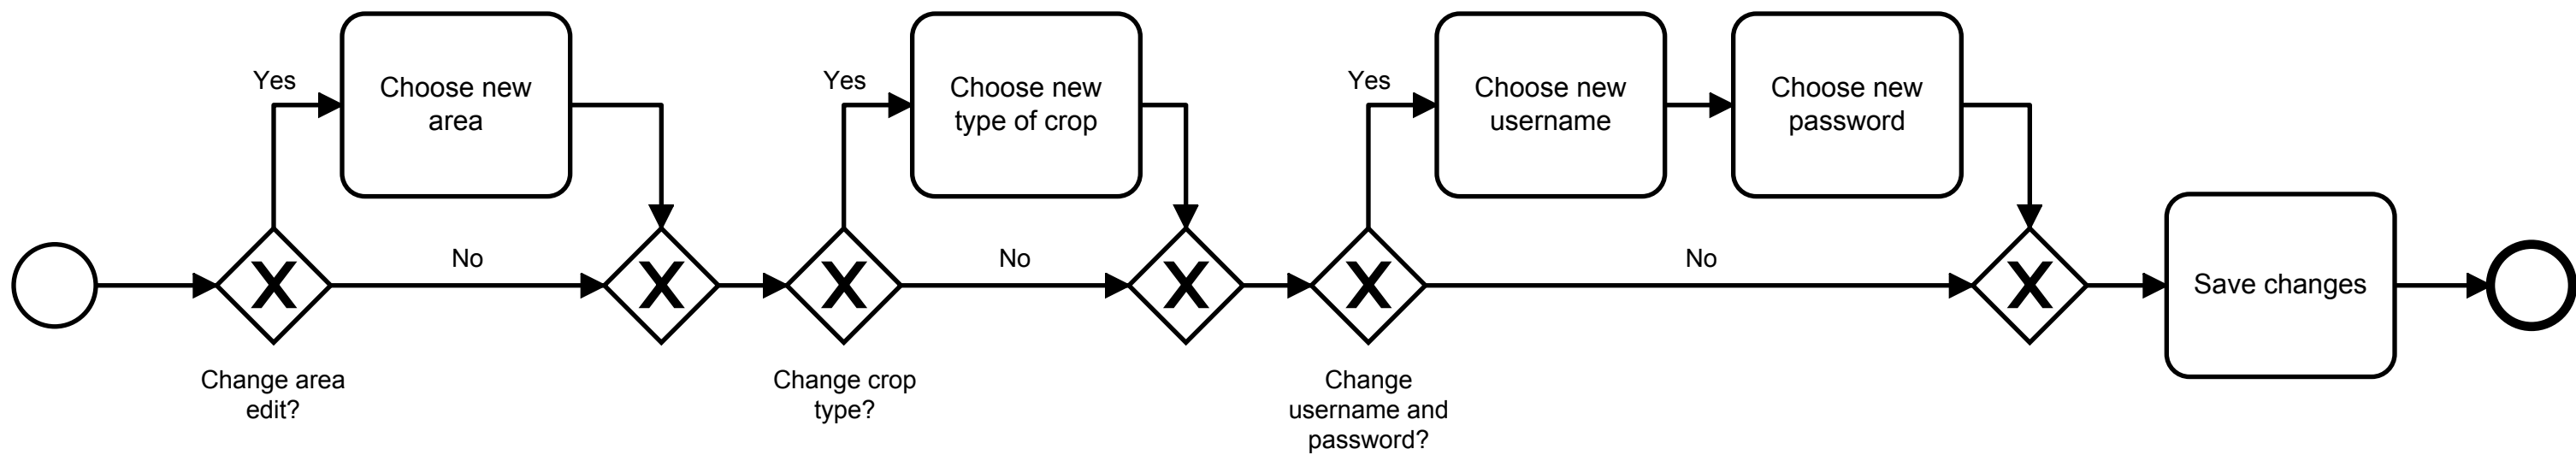 Yes
Choose new
area
Yes
Choose new
type of crop
Yes
Choose new
username
Choose new
password
X
No
X
X
No
X
X
No
X
Save changes
Change area
edit?
Change crop
type?
Change
username and
password?